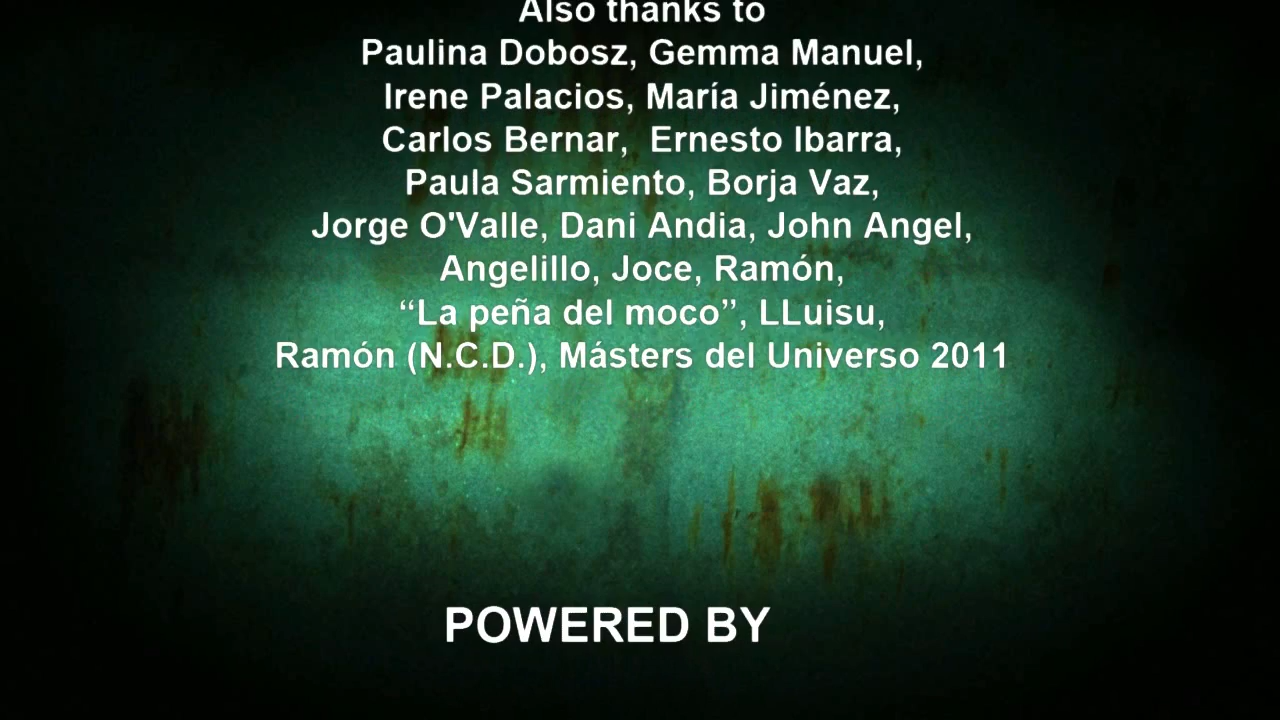 Also thanks to
Paulina Dobosz, Gemma Manuel,
Irene Palacios, María Jiménez,
Carlos Bernar,  Ernesto Ibarra,
Paula Sarmiento, Borja Vaz,
Jorge O'Valle, Dani Andia, John Angel,
Angelillo, Joce, Ramón,
“La peña del moco”, LLuisu,
Ramón (N.C.D.), Másters del Universo 2011
POWERED BY